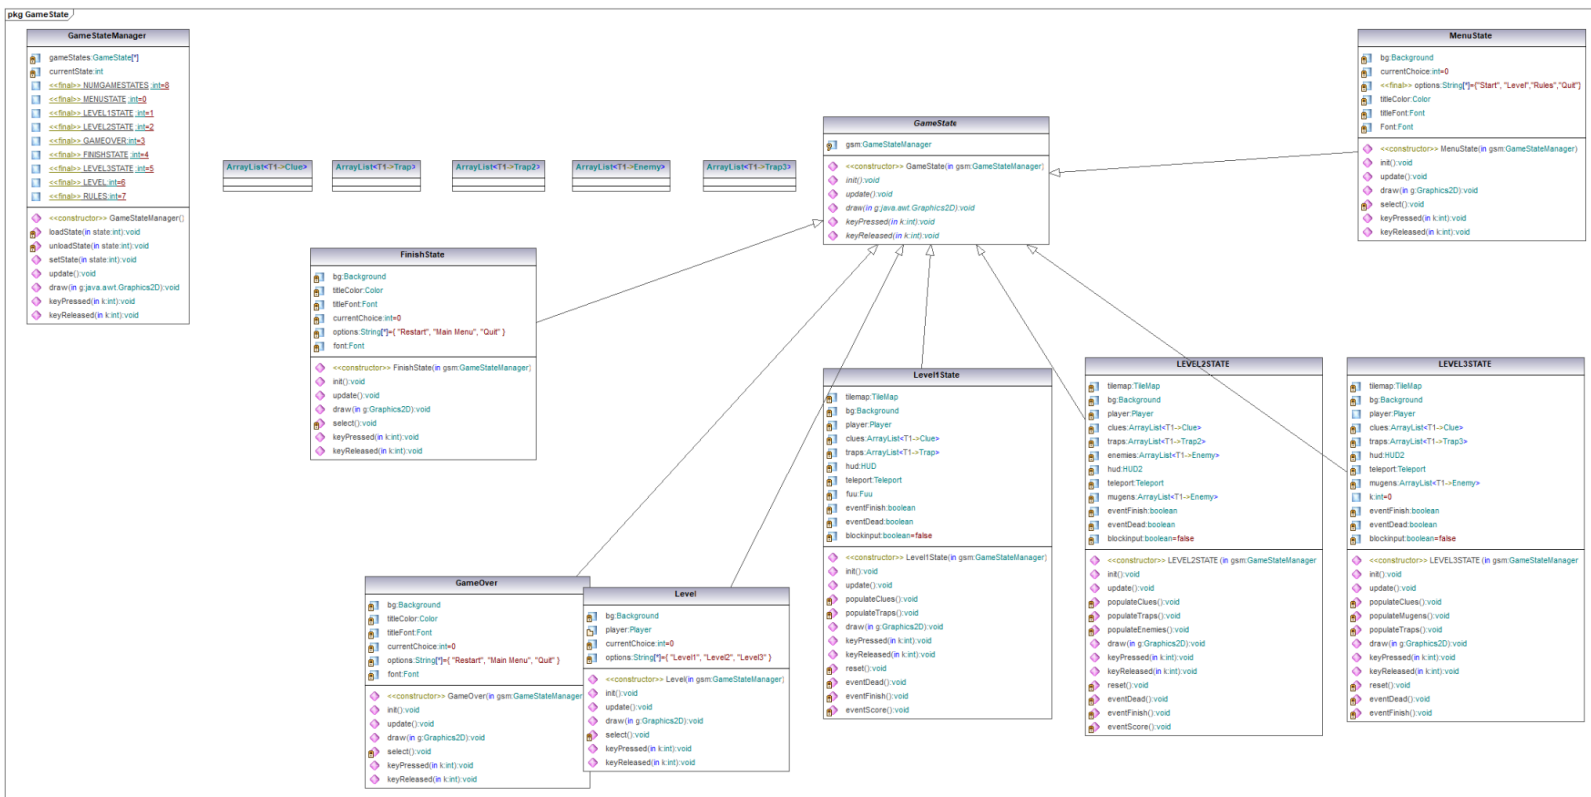 pkg GameState
GameStateManager
gameStates:GameState[*]
currentState:int
<<final>> NUMGAMESTATES :int=8
<<final>> MENUSTATE :int=0
<<final>> LEVEL1STATE :int=1
<<final>> LEVEL2STATE :int=2
<<final>> GAMEOVER:int=3
<<final>> FINISHSTATE :int=4
<<final>> LEVEL3STATE :int=5
<<final>> LEVEL:int=6
<<final>> RULES:int=7
<<constructor>> GameStateManager()
loadState(in state:int):void
unloadState(in state:int):void
setState(in state:int):void
update():void
draw(in g:java.awt.Graphics2D):void
keyPressed(in k:int):void
keyReleased(in k:int):void
ArrayList<T1->Clue>
ArrayList<T1->Trap>
ArrayList<T1->Trap2>
ArrayList<T1->Enemy>
ArrayList<T1->Trap3>
GameState
gsm:GameStateManager
<<constructor>> GameState(in gsm:GameStateManager)
init():void
update():void
draw(in g:java.awt.Graphics2D):void
keyPressed(in k:int):void
keyReleased(in k:int):void
MenuState
bg:Background
currentChoice:int=0
<<final>> options:String[*]={"Start", "Level","Rules","Quit"}
titleColor:Color
titleFont:Font
Font:Font
<<constructor>> MenuState(in gsm:GameStateManager)
init():void
update():void
draw(in g:Graphics2D):void
select():void
keyPressed(in k:int):void
keyReleased(in k:int):void
FinishState
bg:Background
titleColor:Color
titleFont:Font
currentChoice:int=0
options:String[*]={ "Restart", "Main Menu", "Quit" }
font:Font
<<constructor>> FinishState(in gsm:GameStateManager)
init():void
update():void
draw(in g:Graphics2D):void
select():void
keyPressed(in k:int):void
keyReleased(in k:int):void
GameOver
bg:Background
titleColor:Color
titleFont:Font
currentChoice:int=0
options:String[*]={ "Restart", "Main Menu", "Quit" }
font:Font
<<constructor>> GameOver(in gsm:GameStateManager
init():void
update():void
draw(in g:Graphics2D):void
select():void
keyPressed(in k:int):void
keyReleased(in k:int):void
Level
bg:Background
player:Player
currentChoice:int=0
options:String[*]={ "Level1", "Level2", "Level3" }
<<constructor>> Level(in gsm:GameStateManager)
init():void
update():void
draw(in g:Graphics2D):void
select():void
keyPressed(in k:int):void
keyReleased(in k:int):void
Level1State
tilemap:TileMap
bg:Background
player:Player
clues:ArrayList<T1->Clue>
traps:ArrayList<T1->Trap>
hud:HUD
teleport:Teleport
fuu:Fuu
eventFinish:boolean
eventDead:boolean
blockinput:boolean=false
<<constructor>> Level1State(in gsm:GameStateManager)
init():void
update():void
populateClues():void
populateTraps():void
draw(in g:Graphics2D):void
keyPressed(in k:int):void
keyReleased(in k:int):void
reset():void
eventDead():void
eventFinish():void
eventScore():void
LEVEL2STATE
tilemap:TileMap
bg:Background
player:Player
clues:ArrayList<T1->Clue>
traps:ArrayList<T1->Trap2>
enemies:ArrayList<T1->Enemy>
hud:HUD2
teleport:Teleport
mugens:ArrayList<T1->Enemy>
eventFinish:boolean
eventDead:boolean
blockinput:boolean=false
<<constructor>> LEVEL2STATE (in gsm:GameStateManager)
init():void
update():void
populateClues():void
populateTraps():void
populateEnemies():void
draw(in g:Graphics2D):void
keyPressed(in k:int):void
keyReleased(in k:int):void
reset():void
eventDead():void
eventFinish():void
eventScore():void
LEVEL3STATE
tilemap:TileMap
bg:Background
player:Player
clues:ArrayList<T1->Clue>
traps:ArrayList<T1->Trap3>
hud:HUD2
teleport:Teleport
mugens:ArrayList<T1->Enemy>
k:int=0
eventFinish:boolean
eventDead:boolean
blockinput:boolean=false
<<constructor>> LEVEL3STATE (in gsm:GameStateManager
init():void
update():void
populateClues():void
populateMugens():void
populateTraps():void
draw(in g:Graphics2D):void
keyPressed(in k:int):void
keyReleased(in k:int):void
reset():void
eventDead():void
eventFinish():void